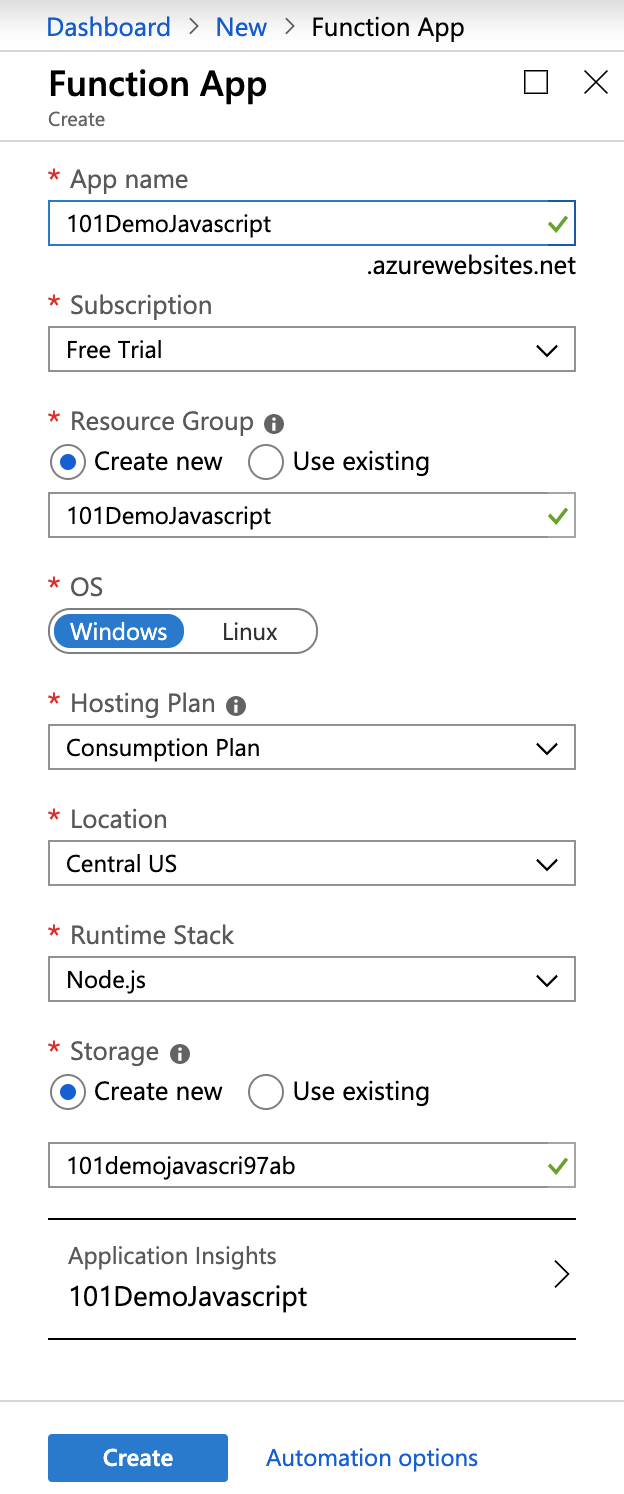 Dashboard > New > Function App
Function App
Create
* App name
101DemoJavascript
.azurewebsites.net
* Subscription
Free Trial
* Resource Group
Create new Use existing
101DemoJavascript
* OS
Windows Linux
* Hosting Plan
Consumption Plan
* Location
Central US
* Runtime Stack
Node.js
* Storage
Create new Use existing
101demojavascri97ab
Application Insights
101DemoJavascript
Create Automation options